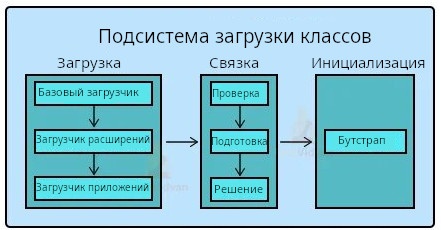 Подсистема загрузки классов
Загрузка
Связка
Инициализация
Базовый загрузчик
Загрузчик расширений
Загрузчик приложений
Проверка
Подготовка
Решение
Бутстрап